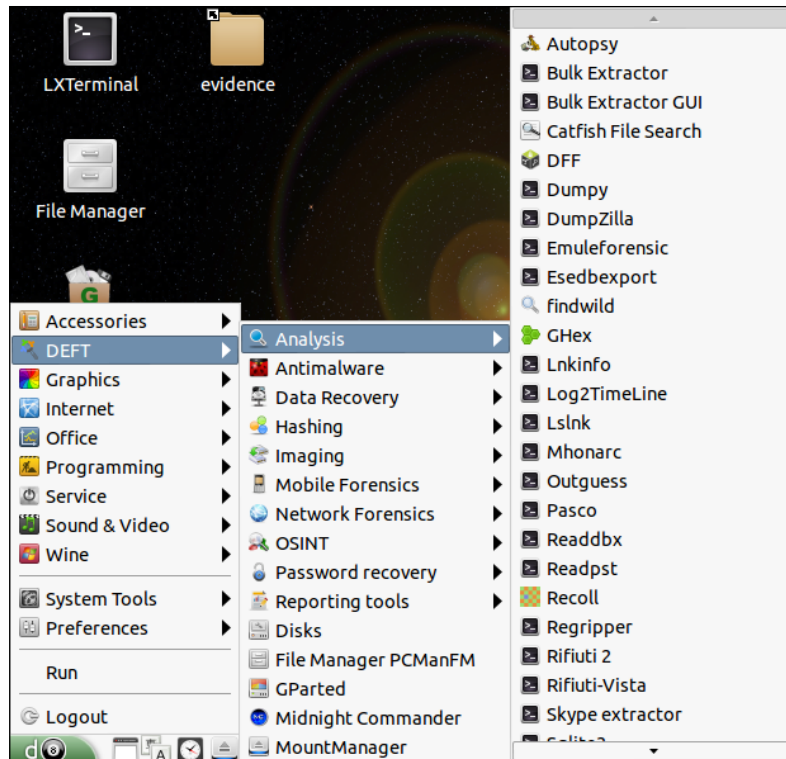 LXTerminal
evidence
File Manager
G
Accessories
DEFT
Graphics
Internet
Office
Programming
Service
Sound & Video
Wine
System Tools
Preferences
Run
Logout
d8
A
Analysis
Antimalware
Data Recovery
Hashing
Imaging
Mobile Forensics
Network Forensics
OSINT
Password recovery
Reporting tools
Disks
File Manager PCManFM
GParted
Midnight Commander
MountManager
Autopsy
Bulk Extractor
Bulk Extractor GUI
Catfish File Search
DFF
Dumpy
DumpZilla
Emuleforensic
Esedbexport
findwild
GHex
Lnkinfo
Log2TimeLine
Lslnk
Mhonarc
Outguess
Pasco
Readdbx
Readpst
Recoll
Regripper
Rifiuti 2
Rifiuti-Vista
Skype extractor